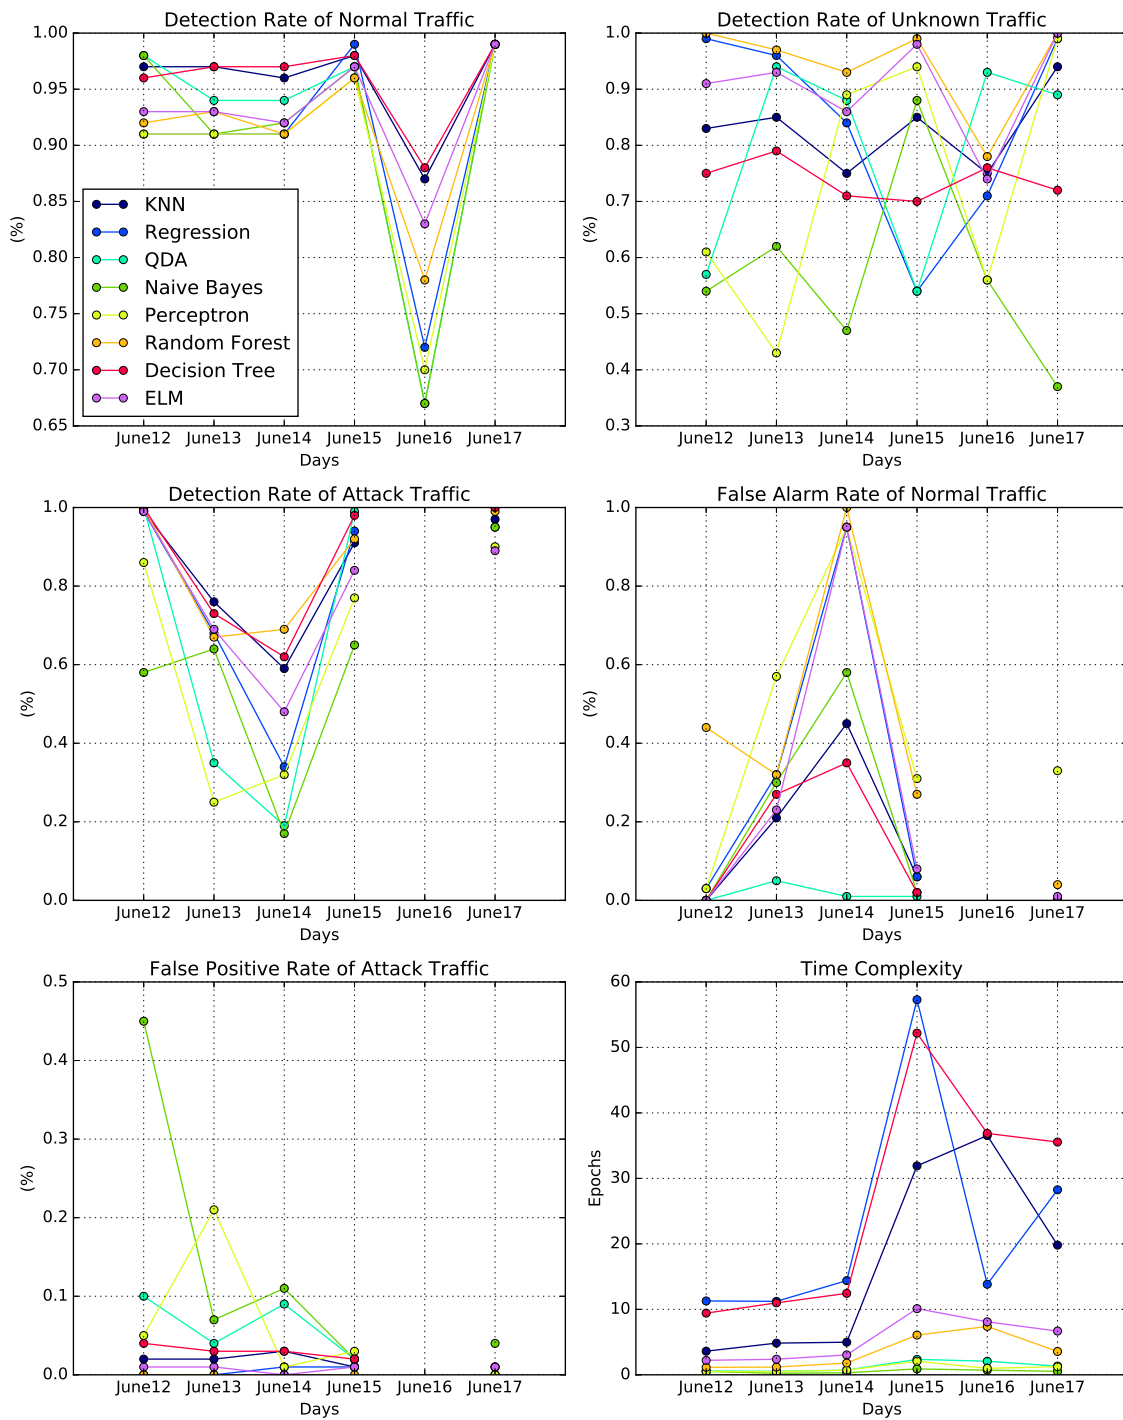 Detection Rate of Normal Traffic
1.00
0.95
0.90
0.85
0.80
0.75
0.70
0.65
(%)
KNN
Regression
QDA
Naive Bayes
Perceptron
Random Forest
Decision Tree
ELM
June12 June13 June14 June15 June16 June17
Days
Detection Rate of Unknown Traffic
1.0
0.9
0.8
0.7
0.6
0.5
0.4
0.3
(%)
June12 June13 June14 June15 June16 June17
Days
Detection Rate of Attack Traffic
1.0
0.8
0.6
0.4
0.2
0.0
(%)
June12 June13 June14 June15 June16 June17
Days
False Alarm Rate of Normal Traffic
1.0
0.8
0.6
0.4
0.2
0.0
(%)
June12 June13 June14 June15 June16 June17
Days
False Positive Rate of Attack Traffic
0.5
0.4
0.3
0.2
0.1
0.0
(%)
June12 June13 June14 June15 June16 June17
Days
Time Complexity
60
50
40
30
20
10
0
Epochs
June12 June13 June14 June15 June16 June17
Days